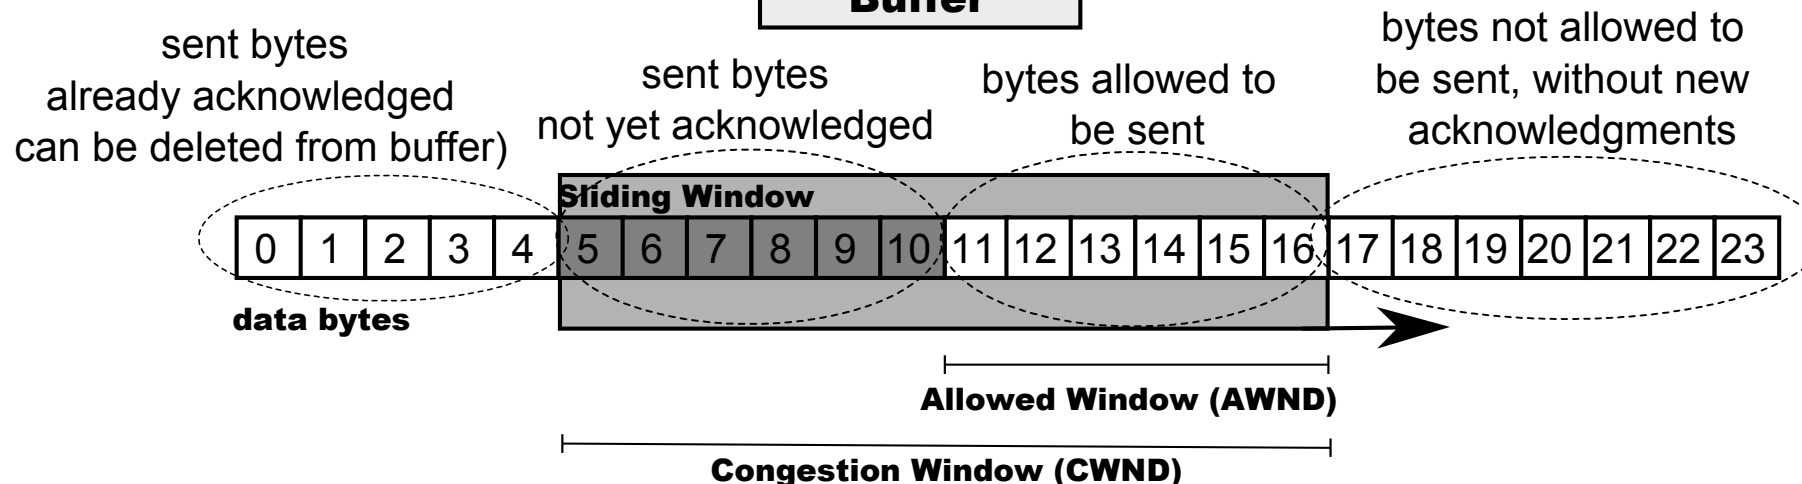 Buffer
sent bytes
already acknowledged
can be deleted from buffer)
sent bytes
not yet acknowledged
bytes allowed to
be sent
bytes not allowed to
be sent, without new
acknowledgments
Sliding Window
0 1 2 3 4 5 6 7 8 9 10 11 12 13 14 15 16 17 18 19 20 21 22 23
data bytes
Allowed Window (AWND)
Congestion Window (CWND)